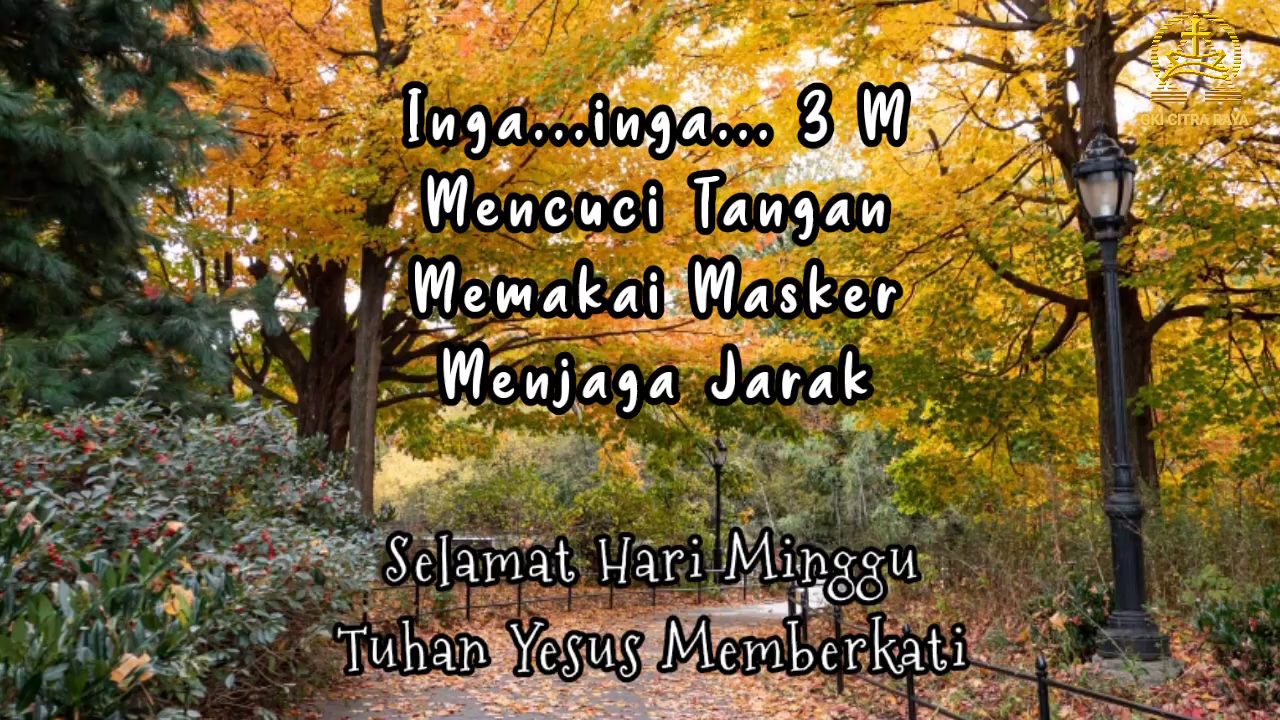 GKI CITRA RAYA
Inga...inga... 3 M
Mencuci Tangan
Memakai Masker
Menjaga Jarak
Selamat Hari Minggu
Tuhan Yesus Memberkati